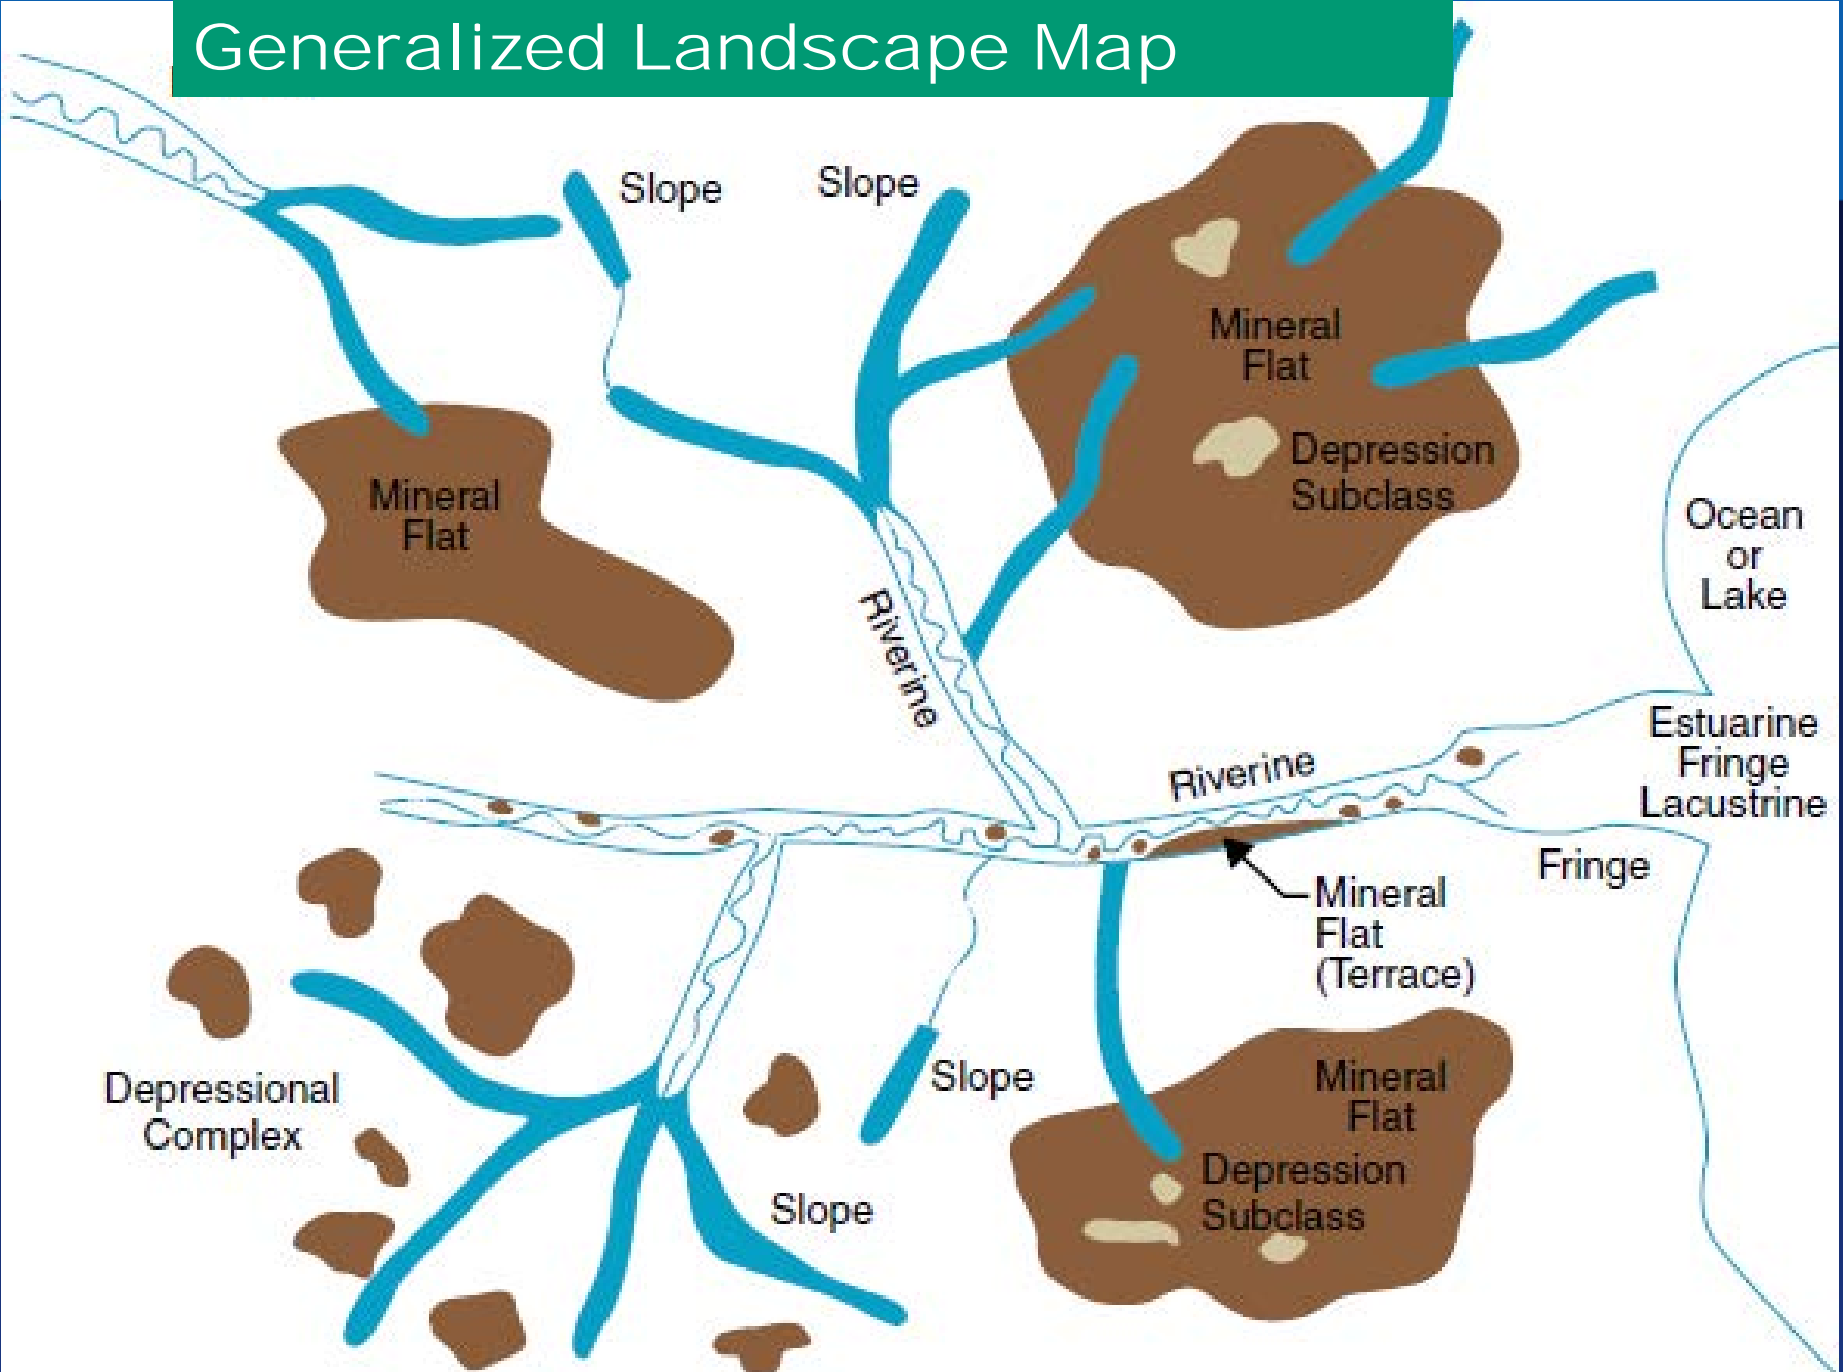 Generalized Landscape Map
Slope
Slope
Mineral
Flat
Depression
Subclass
Mineral
Flat
Ocean
or
Lake
Riverine
Riverine
Estuarine
Fringe
Lacustrine
Fringe
Mineral
Flat
(Terrace)
Depressional
Complex
Slope
Slope
Mineral
Flat
Depression
Subclass